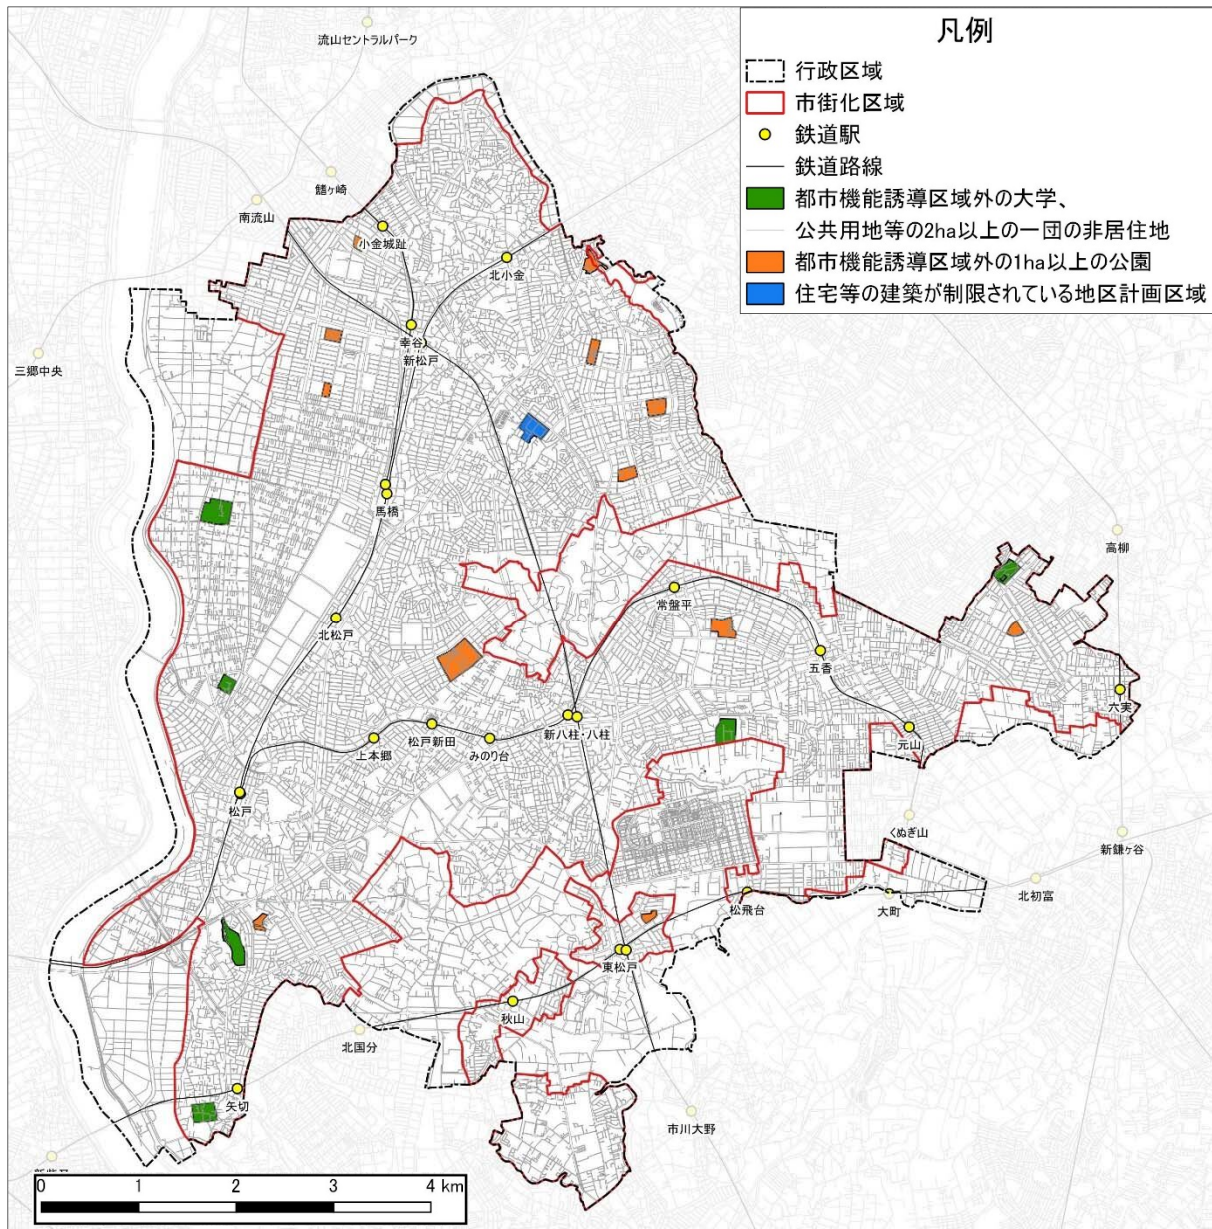 凡例
行政区域
市街化区域
鉄道駅
鉄道路線
都市機能誘導区域外の大学、
公共用地等の2ha以上の一団の非居住地
都市機能誘導区域外の1ha以上の公園
住宅等の建築が制限されている地区計画区域
流山セントラルパーク
鰭ヶ崎
南流山
小金城趾
北小金
幸谷
新松戸
三郷中央
馬橋
高柳
常盤平
北松戸
五香
六実
新八柱・八柱
松戸新田
みのり台
上本郷
元山
松戸
くぬぎ山
新鎌ヶ谷
北初富
大町
松飛台
東松戸
秋山
北国分
矢切
市川大野
0 1 2 3 4 km